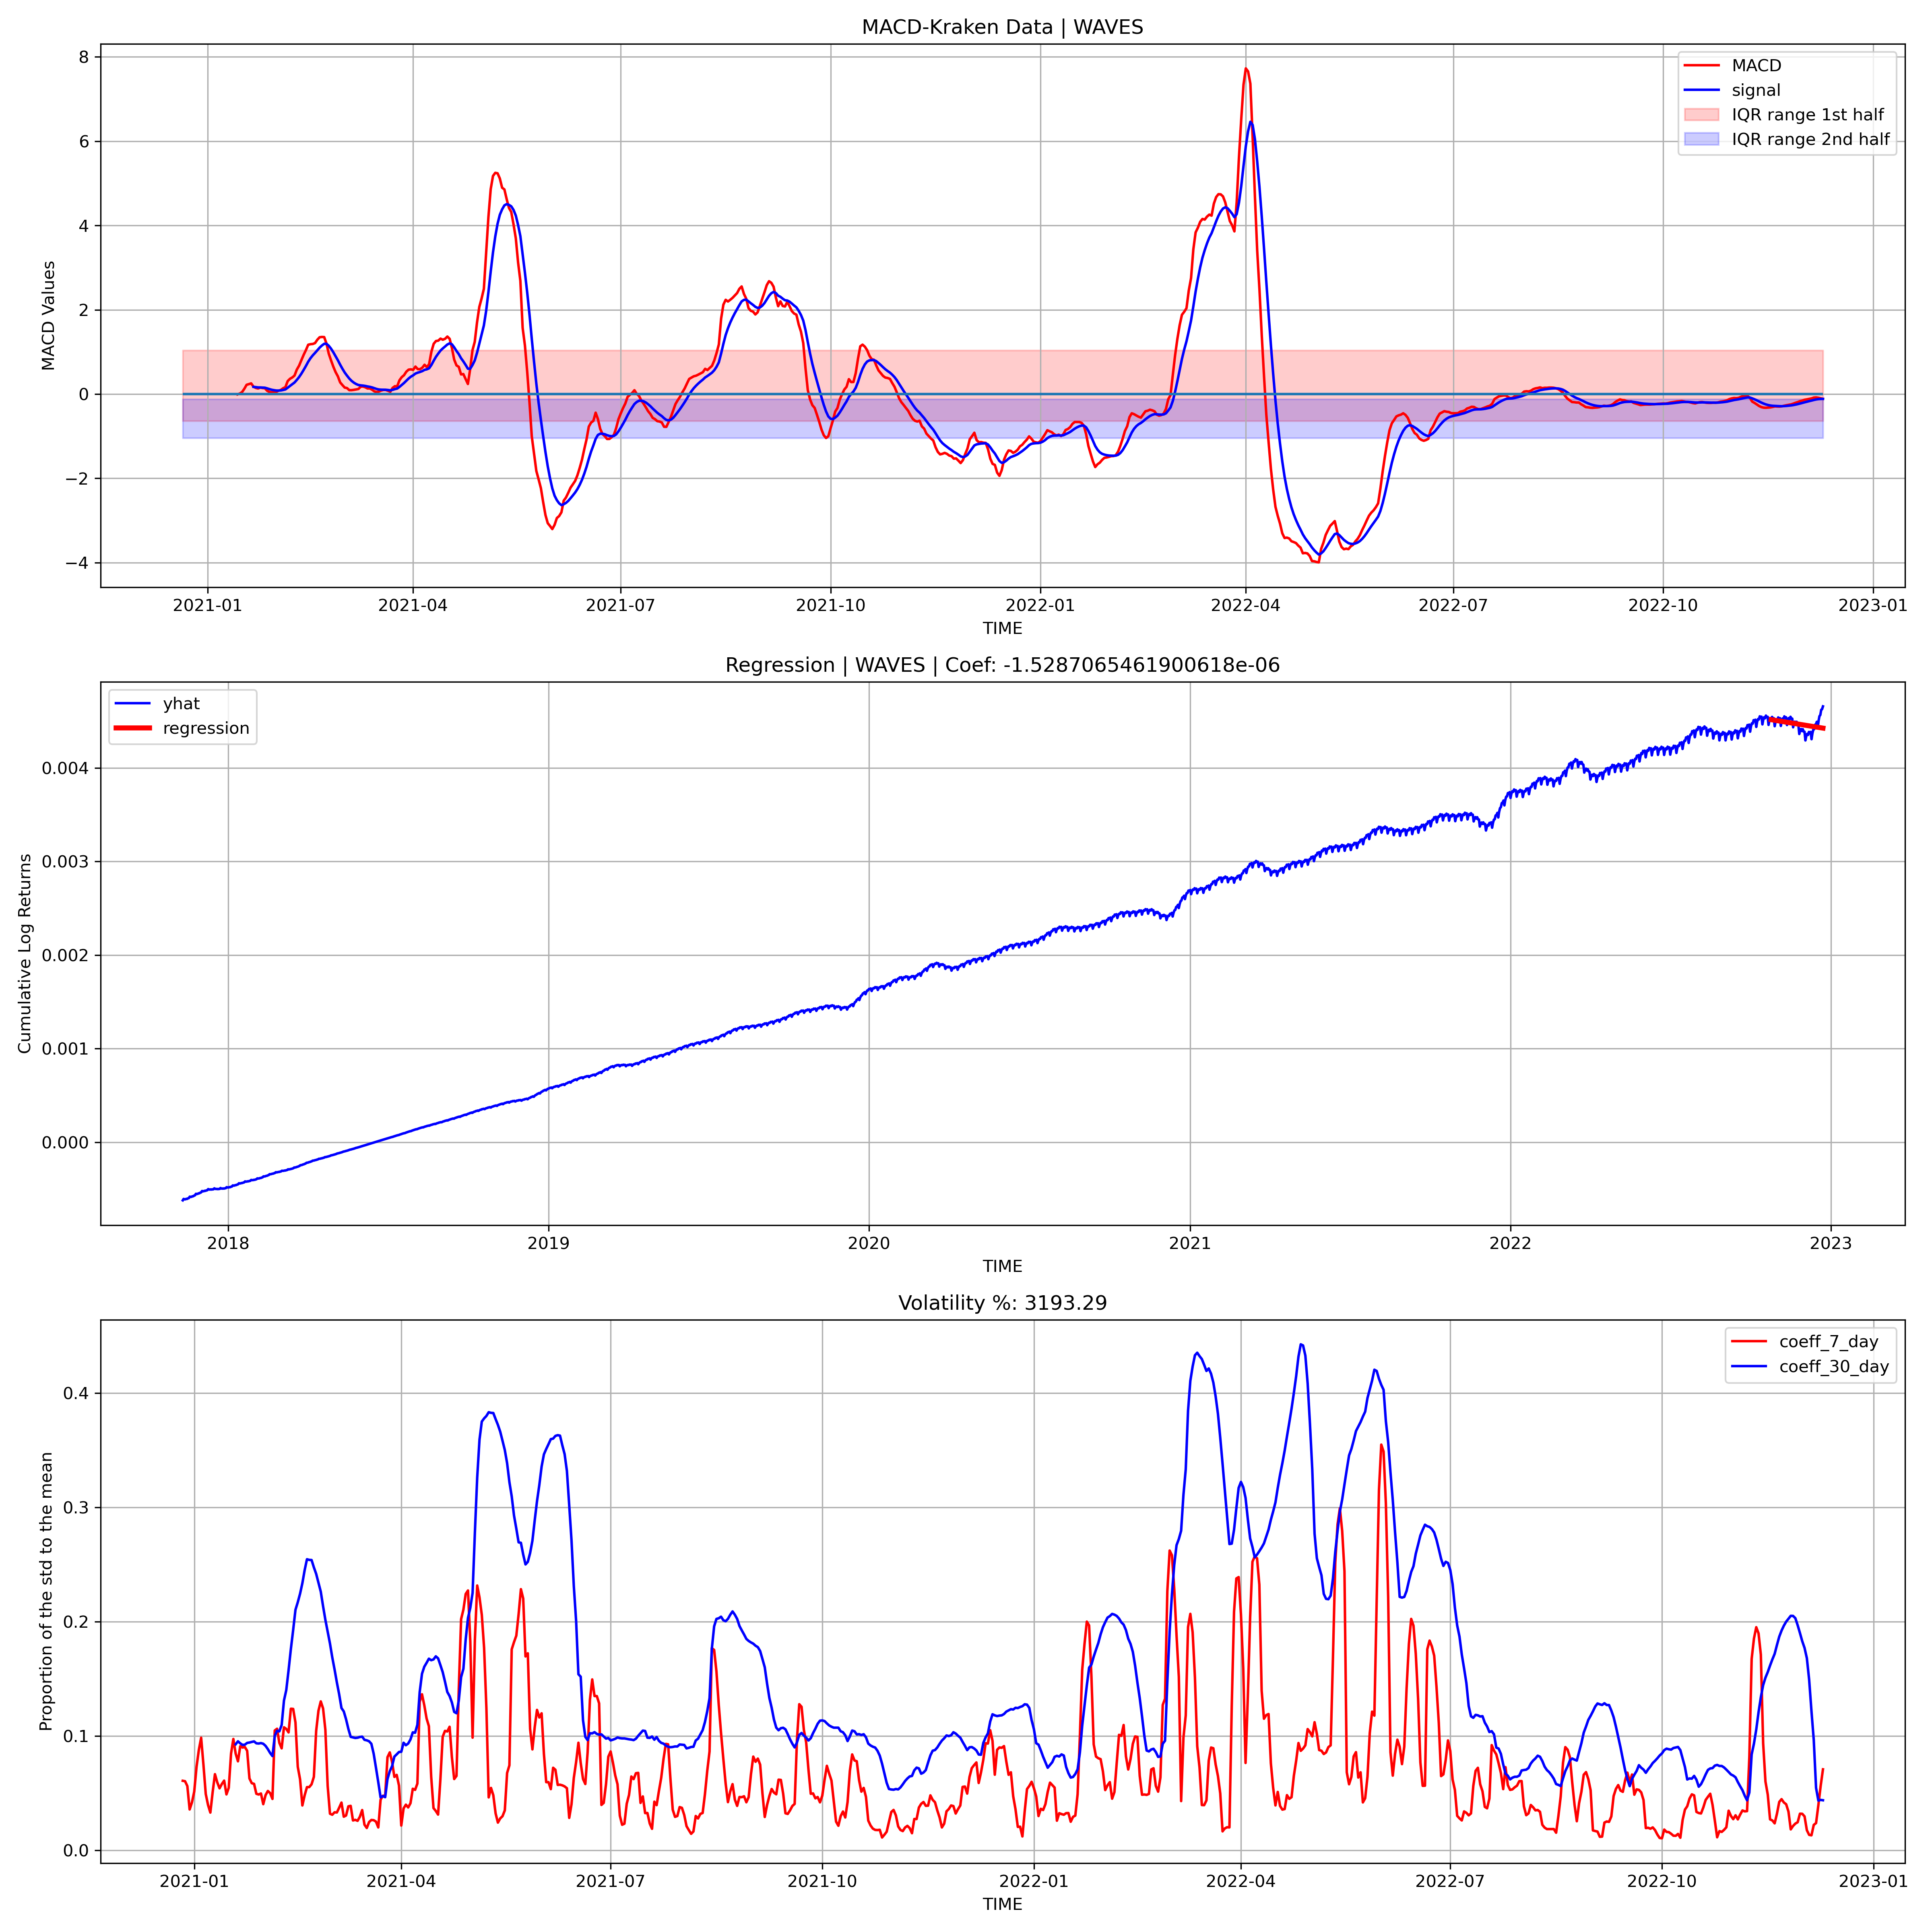 MACD-Kraken Data | WAVES
MACD Values
8
6
4
2
0
−2
−4
MACD
signal
IQR range 1st half
IQR range 2nd half
2021-01
2021-04
2021-07
2021-10
2022-01
2022-04
2022-07
2022-10
2023-01
TIME
Regression | WAVES | Coef: -1.5287065461900618e-06
Cumulative Log Returns
yhat
regression
0.004
0.003
0.002
0.001
0.000
2018
2019
2020
2021
2022
2023
TIME
Volatility %: 3193.29
Proportion of the std to the mean
coeff_7_day
coeff_30_day
0.4
0.3
0.2
0.1
0.0
2021-01
2021-04
2021-07
2021-10
2022-01
2022-04
2022-07
2022-10
2023-01
TIME